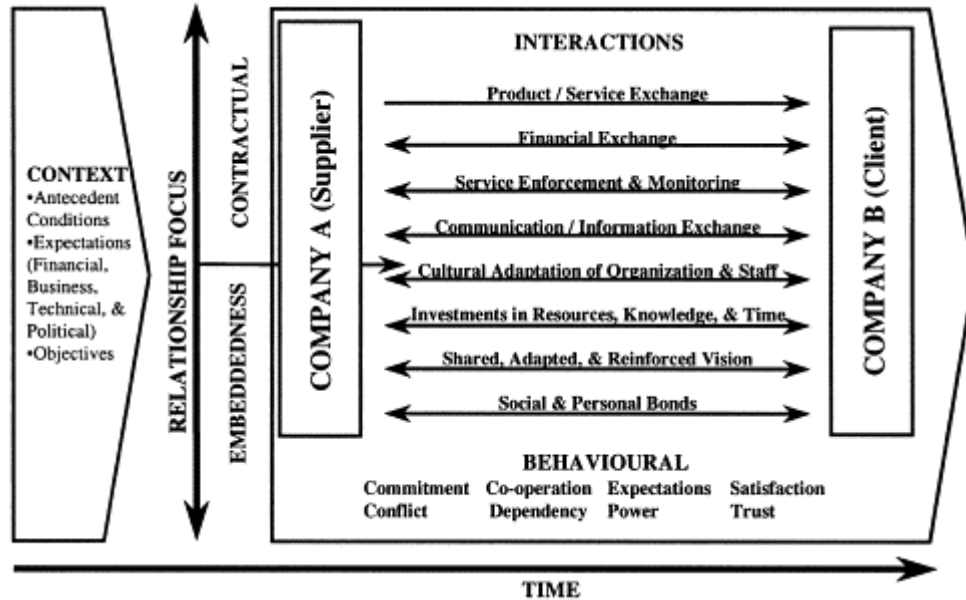 CONTEXT
•Antecedent
Conditions
•Expectations
(Financial,
Business,
Technical, &
Political)
•Objectives
RELATIONSHIP FOCUS
CONTRACTUAL
EMBEDDEDNESS
COMPANY A (Supplier)
INTERACTIONS
Product / Service Exchange
Financial Exchange
Service Enforcement & Monitoring
Communication / Information Exchange
Cultural Adaptation of Organization & Staff
Investments in Resources, Knowledge, & Time
Shared, Adapted, & Reinforced Vision
Social & Personal Bonds
COMPANY B (Client)
BEHAVIOURAL
Commitment Co-operation Expectations Satisfaction
Conflict Dependency Power Trust
TIME